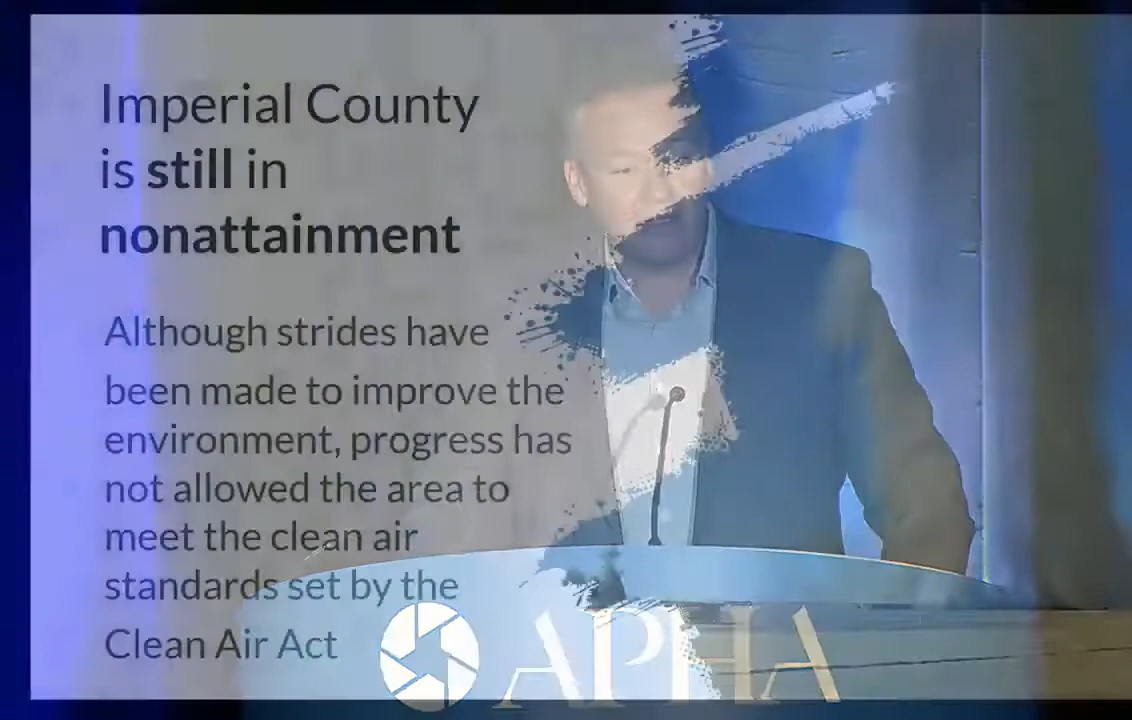 Imperial County
is still in
nonattainment
Although strides have
been made to improve the
environment, progress has
not allowed the area to
meet the clean air
standards set by the
Clean Air Act
APHA